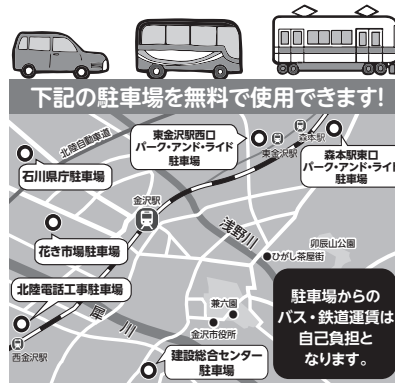 下記の駐車場を無料で使用できます!
北陸自動車道
東金沢駅西口
パーク・アンド・ライド
駐車場
東金沢駅
森本駅
森本駅東口
パーク・アンド・ライド
駐車場
石川県庁駐車場
金沢駅
花き市場駐車場
浅野川
卯辰山公園
ひがし茶屋街
北陸電話工事駐車場
犀川
兼六園
金沢市役所
西金沢駅
建設総合センター
駐車場
駐車場からの
バス・鉄道運賃は
自己負担と
なります。